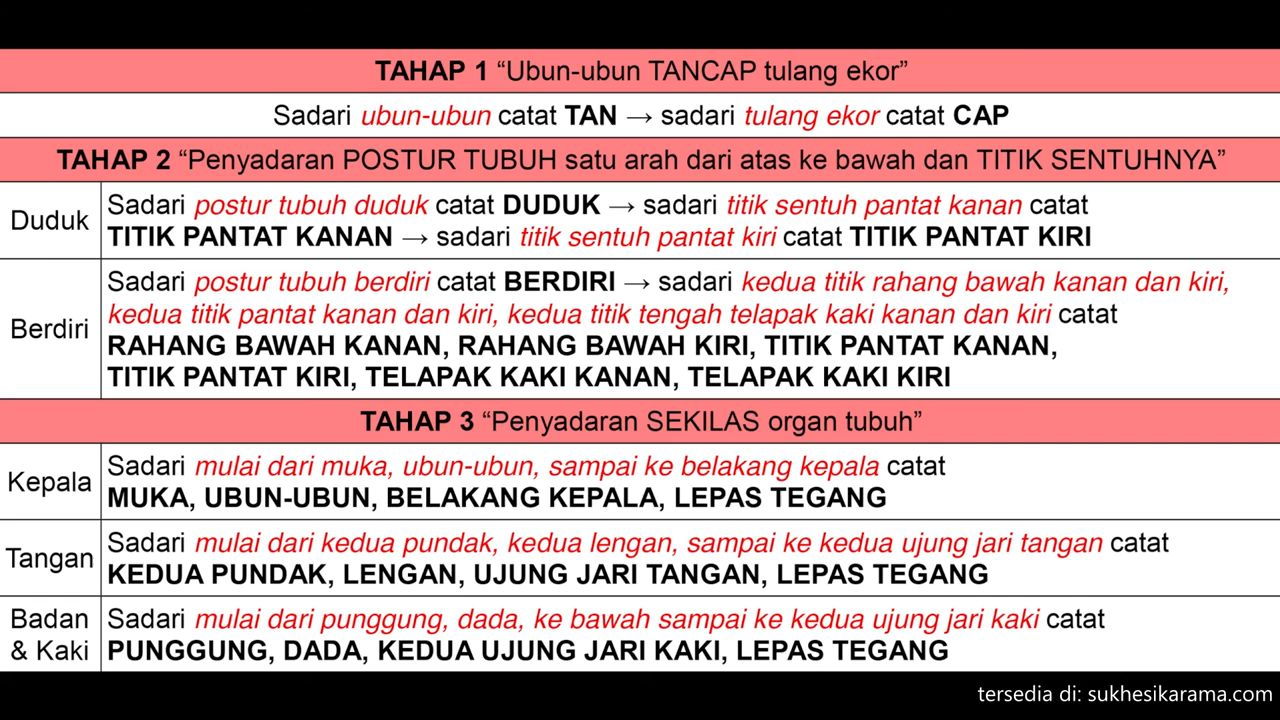 TAHAP 1 “Ubun-ubun TANCAP tulang ekor”
Sadari ubun-ubun catat TAN → sadari tulang ekor catat CAP
TAHAP 2 “Penyadaran POSTUR TUBUH satu arah dari atas ke bawah dan TITIK SENTUHNYA”
Duduk
Sadari postur tubuh duduk catat DUDUK → sadari titik sentuh pantat kanan catat
TITIK PANTAT KANAN → sadari titik sentuh pantat kiri catat TITIK PANTAT KIRI
Berdiri
Sadari postur tubuh berdiri catat BERDIRI → sadari kedua titik rahang bawah kanan dan kiri,
kedua titik pantat kanan dan kiri, kedua titik tengah telapak kaki kanan dan kiri catat
RAHANG BAWAH KANAN, RAHANG BAWAH KIRI, TITIK PANTAT KANAN,
TITIK PANTAT KIRI, TELAPAK KAKI KANAN, TELAPAK KAKI KIRI
TAHAP 3 “Penyadaran SEKILAS organ tubuh”
Kepala
Sadari mulai dari muka, ubun-ubun, sampai ke belakang kepala catat
MUKA, UBUN-UBUN, BELAKANG KEPALA, LEPAS TEGANG
Tangan
Sadari mulai dari kedua pundak, kedua lengan, sampai ke kedua ujung jari tangan catat
KEDUA PUNDAK, LENGAN, UJUNG JARI TANGAN, LEPAS TEGANG
Badan
& Kaki
Sadari mulai dari punggung, dada, ke bawah sampai ke kedua ujung jari kaki catat
PUNGGUNG, DADA, KEDUA UJUNG JARI KAKI, LEPAS TEGANG
tersedia di: sukhesikarama.com